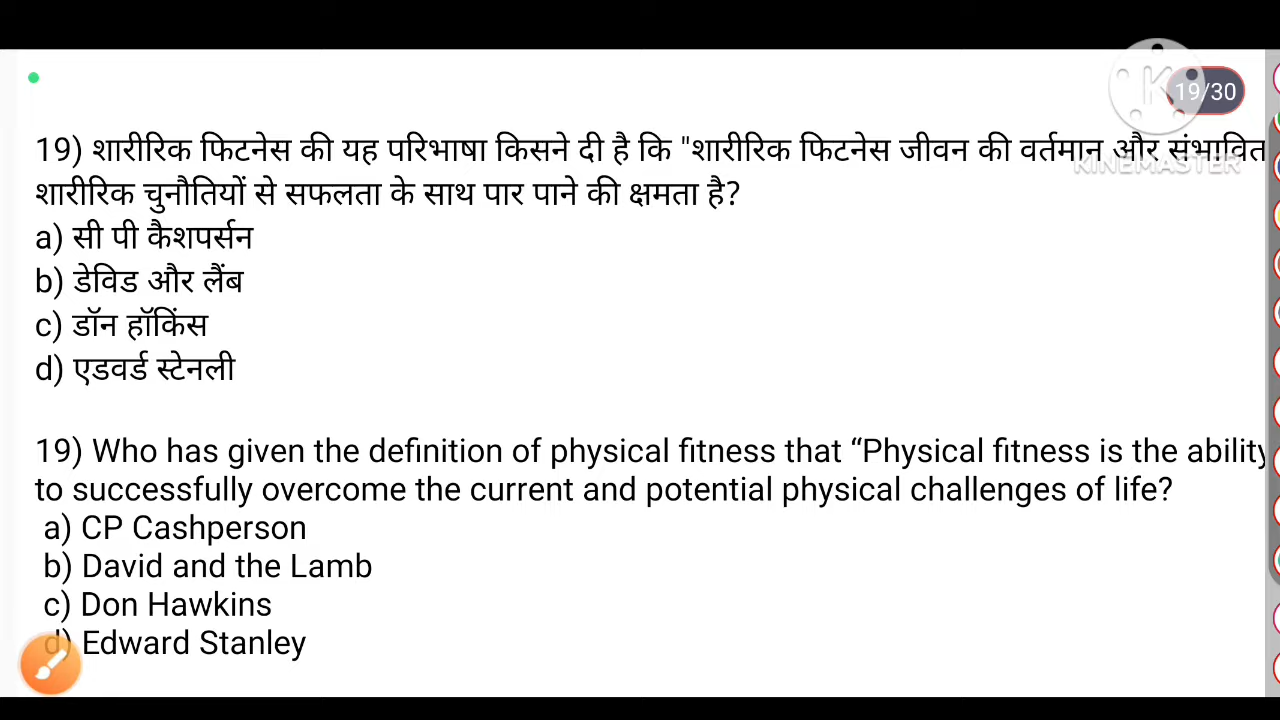 19/30
19) शारीरिक फिटनेस की यह परिभाषा किसने दी है कि "शारीरिक फिटनेस जीवन की वर्तमान और संभावित
KINEMASTER
शारीरिक चुनौतियों से सफलता के साथ पार पाने की क्षमता है?
a) सी पी कैशपर्सन
b) डेविड और लैंब
c) डॉन हॉकिंस
d) एडवर्ड स्टेनली
19) Who has given the definition of physical fitness that “Physical fitness is the ability
to successfully overcome the current and potential physical challenges of life?
a) CP Cashperson
b) David and the Lamb
c) Don Hawkins
d) Edward Stanley